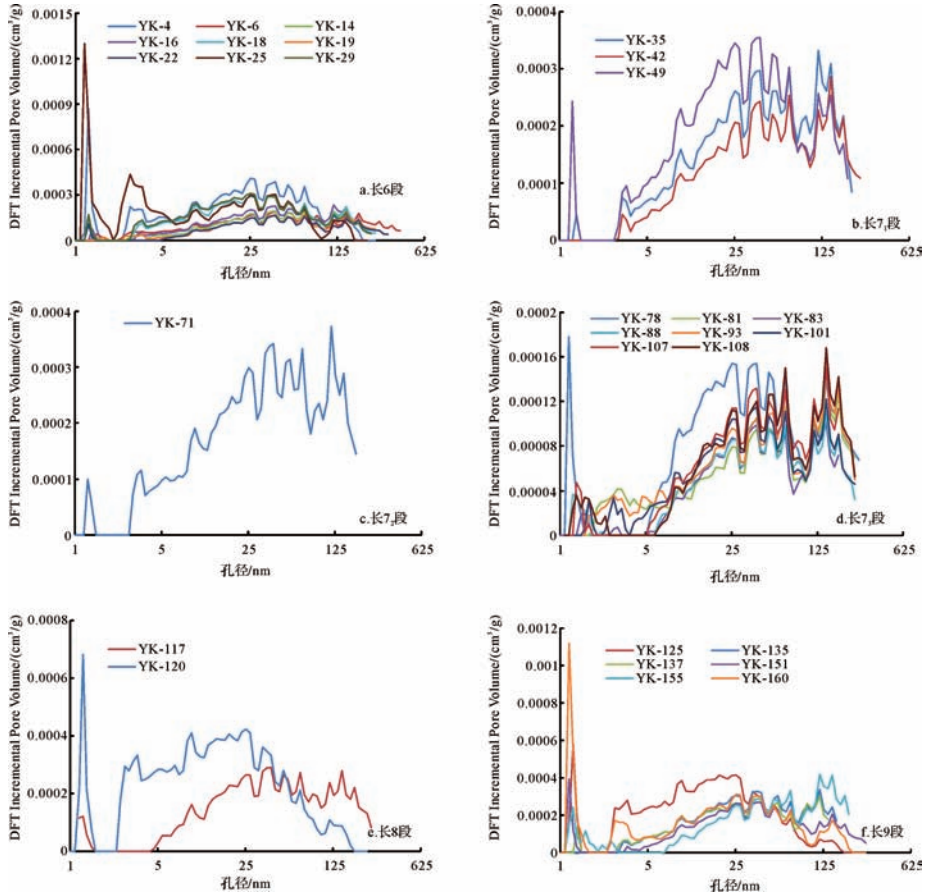 DFT Incremental Pore Volume/(cm³/g)
0.0015
0.0012
0.0009
0.0006
0.0003
0
YK-4 YK-6 YK-14
YK-16 YK-18 YK-19
YK-22 YK-25 YK-29
a.长6段
1 5 25 125 625
孔径/nm
DFT Incremental Pore Volume/(cm³/g)
0.0004
0.0003
0.0002
0.0001
0
YK-35
YK-42
YK-49
b.长7₁段
1 5 25 125 625
孔径/nm
DFT Incremental Pore Volume/(cm³/g)
0.0004
0.0003
0.0002
0.0001
0
YK-71
c.长7₂段
1 5 25 125 625
孔径/nm
DFT Incremental Pore Volume/(cm³/g)
0.0002
0.00016
0.00012
0.00008
0.00004
0
YK-78 YK-81 YK-83
YK-88 YK-93 YK-101
YK-107 YK-108
d.长7₃段
1 5 25 125 625
孔径/nm
DFT Incremental Pore Volume/(cm³/g)
0.0008
0.0006
0.0004
0.0002
0
YK-117
YK-120
e.长8段
1 5 25 125 625
孔径/nm
DFT Incremental Pore Volume/(cm³/g)
0.0012
0.001
0.0008
0.0006
0.0004
0.0002
0
YK-125 YK-135
YK-137 YK-151
YK-155 YK-160
f.长9段
1 5 25 125 625
孔径/nm